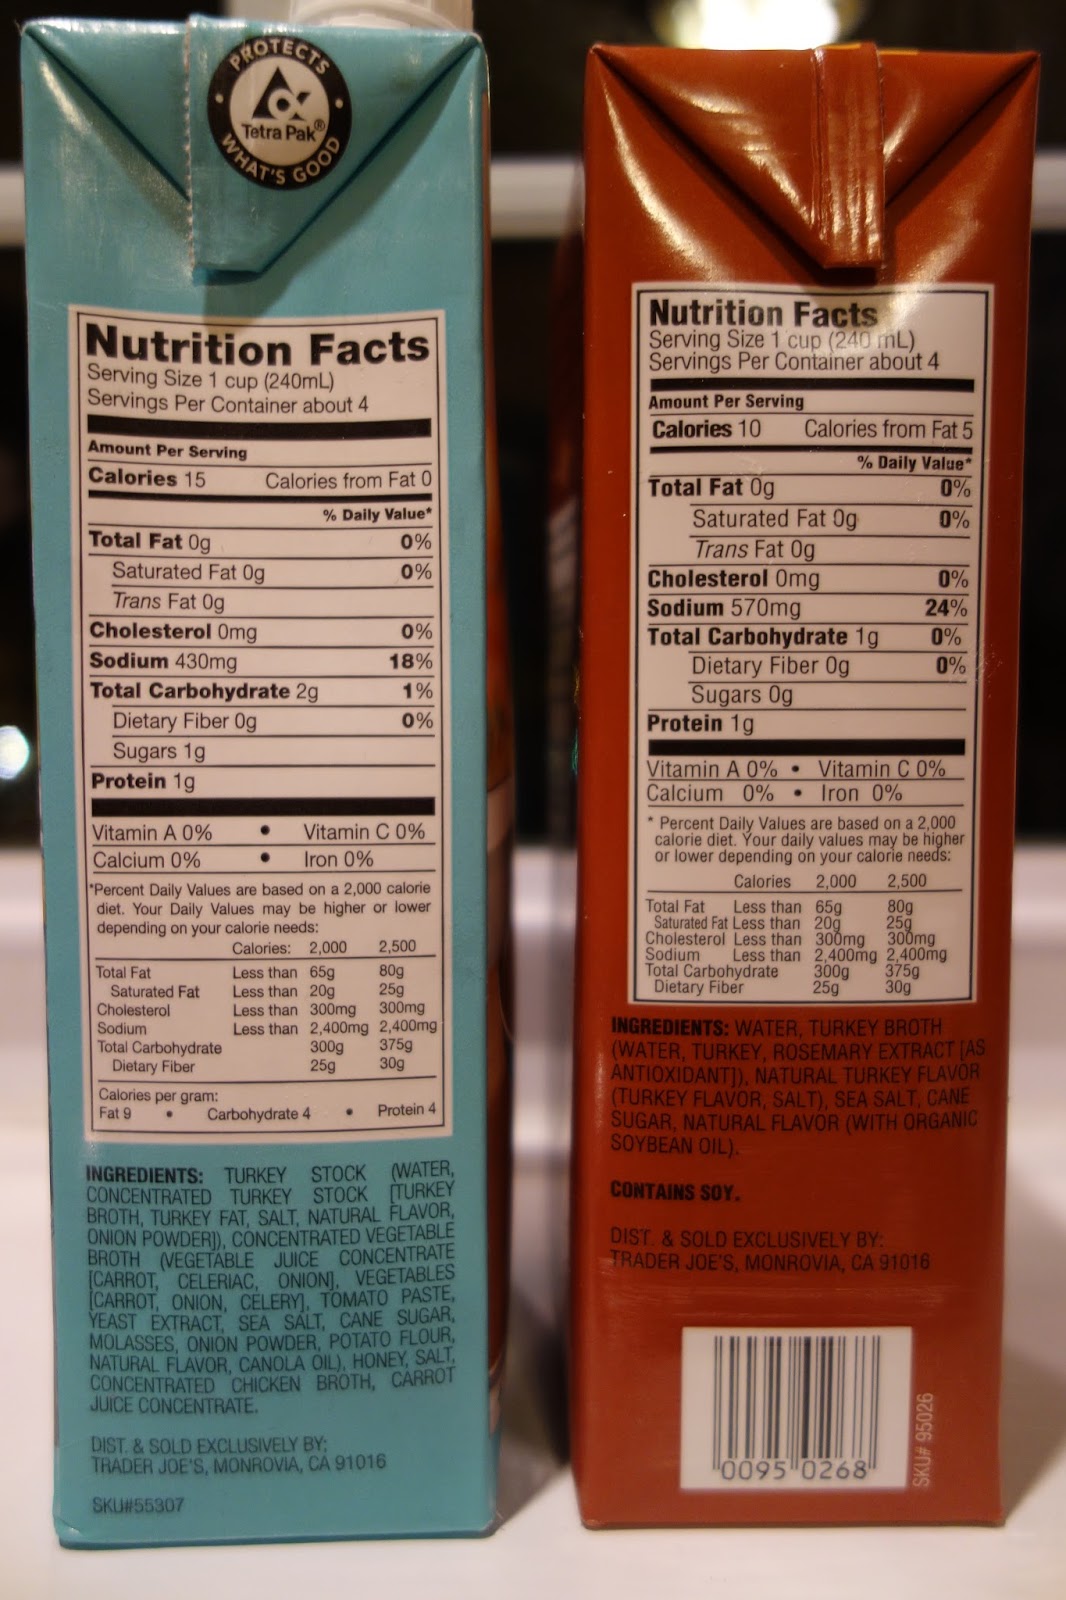 PROTECTS
Tetra Pak®
WHAT'S GOOD
Nutrition Facts
Serving Size 1 cup (240mL)
Servings Per Container about 4
Amount Per Serving
Calories 15 Calories from Fat 0
% Daily Value*
Total Fat 0g 0%
Saturated Fat 0g 0%
Trans Fat 0g
Cholesterol 0mg 0%
Sodium 430mg 18%
Total Carbohydrate 2g 1%
Dietary Fiber 0g 0%
Sugars 1g
Protein 1g
Vitamin A 0% • Vitamin C 0%
Calcium 0% • Iron 0%
*Percent Daily Values are based on a 2,000 calorie
diet. Your Daily Values may be higher or lower
depending on your calorie needs:
Calories: 2,000 2,500
Total Fat Less than 65g 80g
Saturated Fat Less than 20g 25g
Cholesterol Less than 300mg 300mg
Sodium Less than 2,400mg 2,400mg
Total Carbohydrate 300g 375g
Dietary Fiber 25g 30g
Calories per gram:
Fat 9 • Carbohydrate 4 • Protein 4
INGREDIENTS: TURKEY STOCK (WATER,
CONCENTRATED TURKEY STOCK [TURKEY
BROTH, TURKEY FAT, SALT, NATURAL FLAVOR,
ONION POWDER]), CONCENTRATED VEGETABLE
BROTH (VEGETABLE JUICE CONCENTRATE
[CARROT, CELERIAC, ONION], VEGETABLES
[CARROT, ONION, CELERY], TOMATO PASTE,
YEAST EXTRACT, SEA SALT, CANE SUGAR,
MOLASSES, ONION POWDER, POTATO FLOUR,
NATURAL FLAVOR, CANOLA OIL), HONEY, SALT,
CONCENTRATED CHICKEN BROTH, CARROT
JUICE CONCENTRATE.
DIST. & SOLD EXCLUSIVELY BY:
TRADER JOE'S, MONROVIA, CA 91016
SKU#55307
Nutrition Facts
Serving Size 1 cup (240 mL)
Servings Per Container about 4
Amount Per Serving
Calories 10 Calories from Fat 5
% Daily Value*
Total Fat 0g 0%
Saturated Fat 0g 0%
Trans Fat 0g
Cholesterol 0mg 0%
Sodium 570mg 24%
Total Carbohydrate 1g 0%
Dietary Fiber 0g 0%
Sugars 0g
Protein 1g
Vitamin A 0% • Vitamin C 0%
Calcium 0% • Iron 0%
* Percent Daily Values are based on a 2,000
calorie diet. Your daily values may be higher
or lower depending on your calorie needs:
Calories 2,000 2,500
Total Fat Less than 65g 80g
Saturated Fat Less than 20g 25g
Cholesterol Less than 300mg 300mg
Sodium Less than 2,400mg 2,400mg
Total Carbohydrate 300g 375g
Dietary Fiber 25g 30g
INGREDIENTS: WATER, TURKEY BROTH
(WATER, TURKEY, ROSEMARY EXTRACT [AS
ANTIOXIDANT]), NATURAL TURKEY FLAVOR
(TURKEY FLAVOR, SALT), SEA SALT, CANE
SUGAR, NATURAL FLAVOR (WITH ORGANIC
SOYBEAN OIL).
CONTAINS SOY.
DIST. & SOLD EXCLUSIVELY BY:
TRADER JOE'S, MONROVIA, CA 91016
0095 0268
SKU# 95026